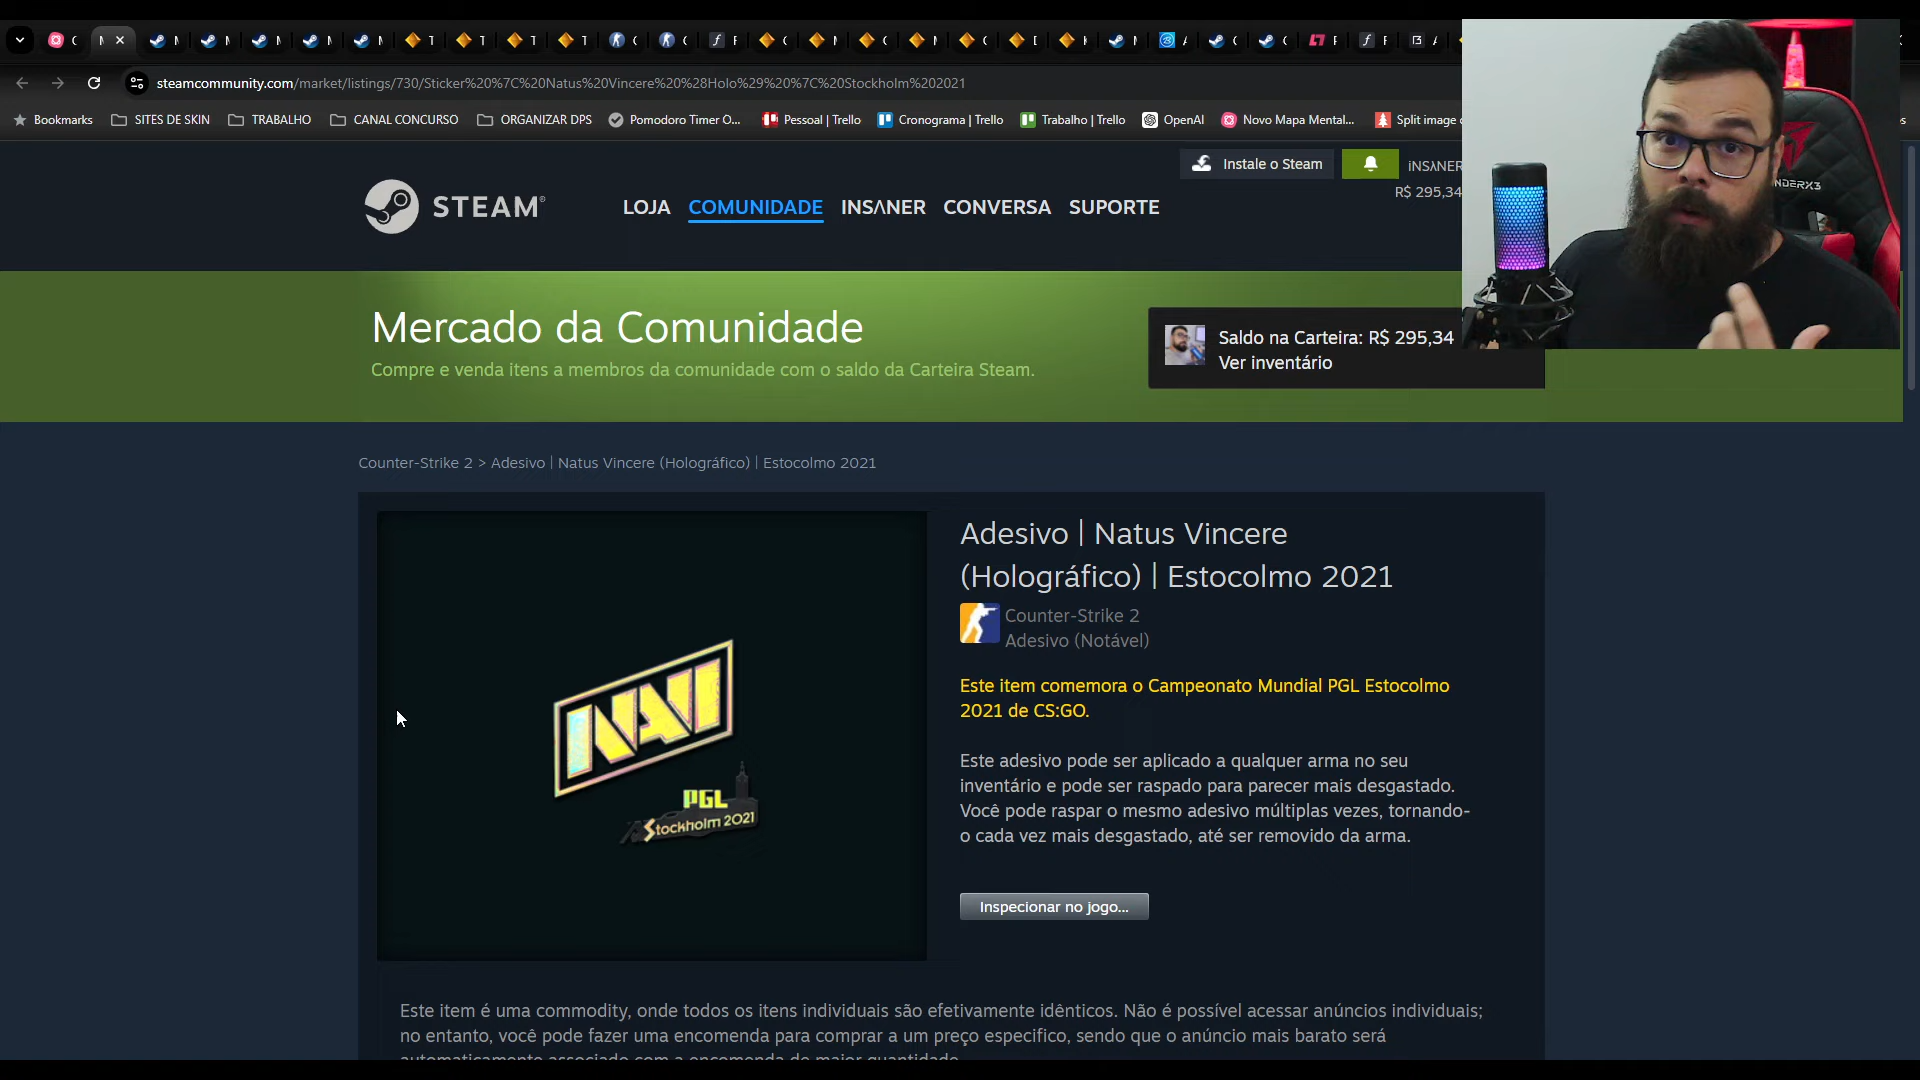 steamcommunity.com/market/listings/730/Sticker%20%7C%20Natus%20Vincere%20%28Holo%29%20%7C%20Stockholm%202021
Bookmarks SITES DE SKIN TRABALHO CANAL CONCURSO ORGANIZAR DPS Pomodoro Timer O... Pessoal | Trello Cronograma | Trello Trabalho | Trello OpenAI Novo Mapa Mental... Split image
Instale o Steam iNSΛNER
R$ 295,34
STEAM® LOJA COMUNIDADE INSΛNER CONVERSA SUPORTE
Mercado da Comunidade
Compre e venda itens a membros da comunidade com o saldo da Carteira Steam.
Saldo na Carteira: R$ 295,34
Ver inventário
Counter-Strike 2 > Adesivo | Natus Vincere (Holográfico) | Estocolmo 2021
NAVI
PGL
Stockholm 2021
Adesivo | Natus Vincere
(Holográfico) | Estocolmo 2021
Counter-Strike 2
Adesivo (Notável)
Este item comemora o Campeonato Mundial PGL Estocolmo
2021 de CS:GO.
Este adesivo pode ser aplicado a qualquer arma no seu
inventário e pode ser raspado para parecer mais desgastado.
Você pode raspar o mesmo adesivo múltiplas vezes, tornando-
o cada vez mais desgastado, até ser removido da arma.
Inspecionar no jogo...
Este item é uma commodity, onde todos os itens individuais são efetivamente idênticos. Não é possível acessar anúncios individuais;
no entanto, você pode fazer uma encomenda para comprar a um preço específico, sendo que o anúncio mais barato será
automaticamente associado com a encomenda de maior quantidade.